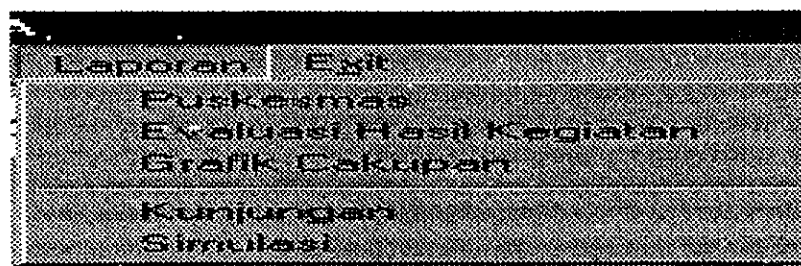 Laporan Exit
Puskesmas
Evaluasi Hasil Kegiatan
Grafik Cakupan
Kunjungan
Simulasi